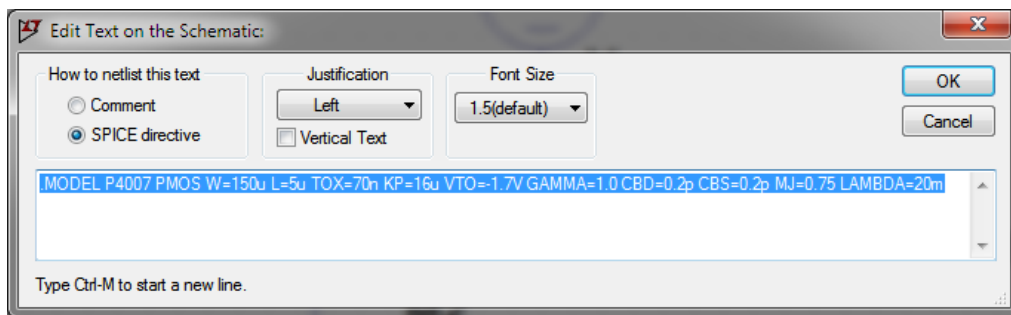 Edit Text on the Schematic:
How to netlist this text
Comment
SPICE directive
Justification
Left
Vertical Text
Font Size
1.5(default)
OK
Cancel
.MODEL P4007 PMOS W=150u L=5u TOX=70n KP=16u VTO=-1.7V GAMMA=1.0 CBD=0.2p CBS=0.2p MJ=0.75 LAMBDA=20m
Type Ctrl-M to start a new line.